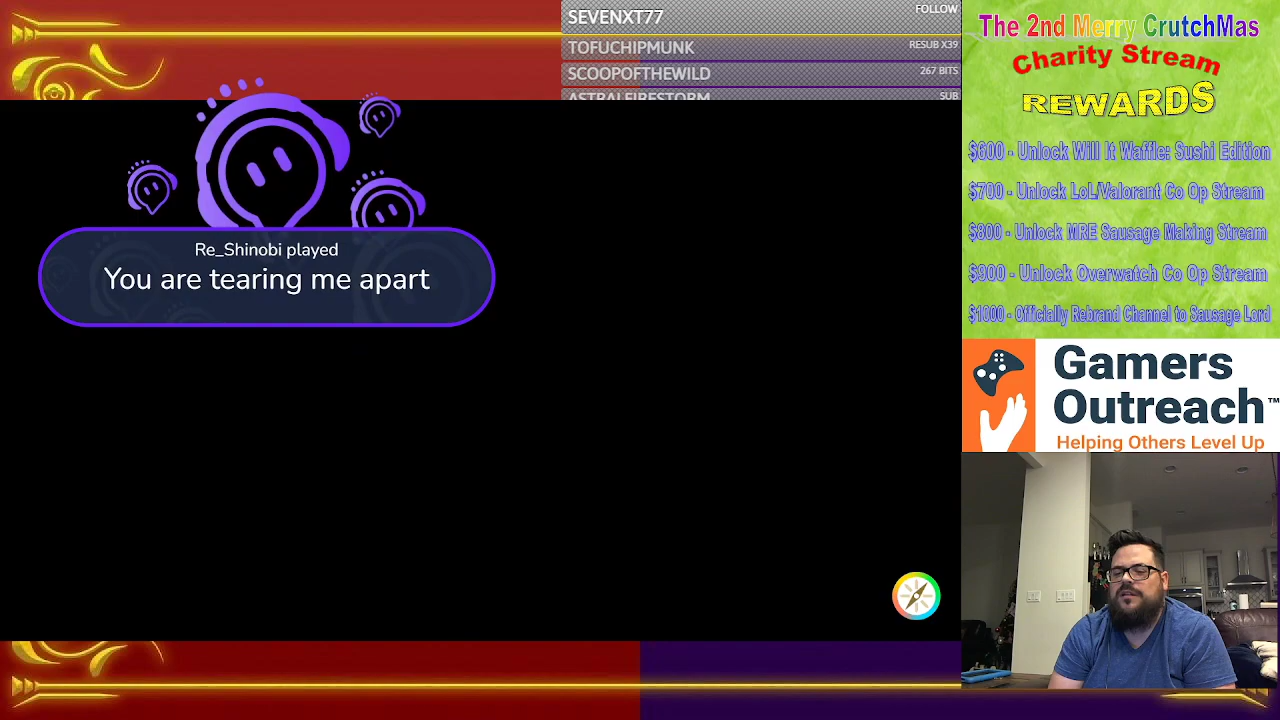 SEVENXT77
FOLLOW
TOFUCHIPMUNK
RESUB X39
SCOOPOFTHEWILD
267 BITS
ASTRALFIRESTORM
SUB
Re_Shinobi played
You are tearing me apart
The 2nd Merry CrutchMas
Charity Stream
REWARDS
$600 - Unlock Will It Waffle: Sushi Edition
$700 - Unlock LoL/Valorant Co Op Stream
$800 - Unlock MRE Sausage Making Stream
$900 - Unlock Overwatch Co Op Stream
$1000 - Officially Rebrand Channel to Sausage Lord
Gamers
Outreach™
Helping Others Level Up